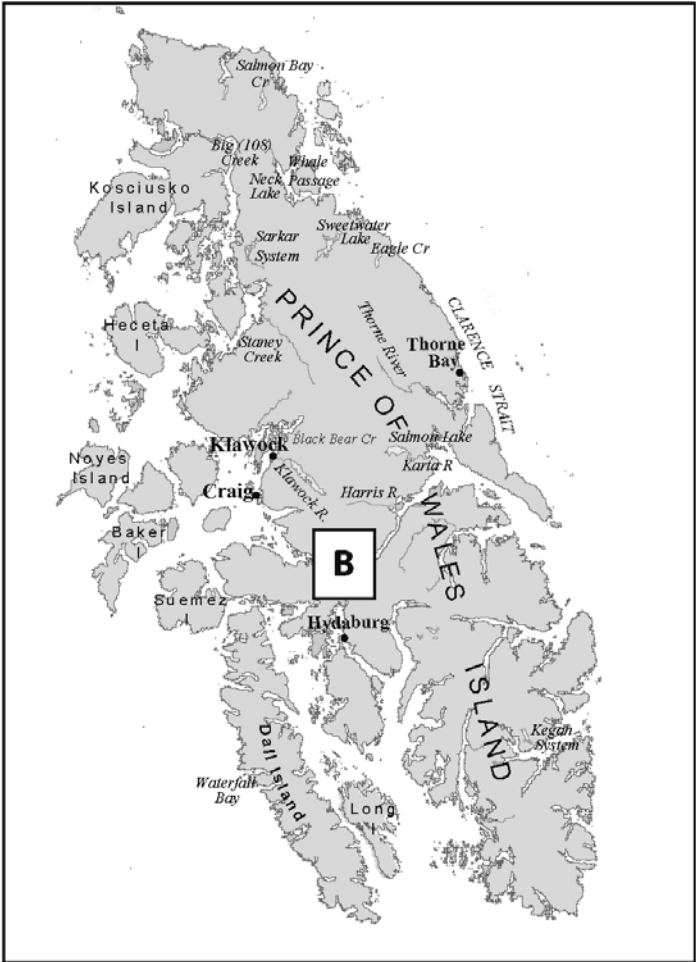 Salmon Bay
Cr
Big (108)
Creek
Whale
Passage
Neck
Lake
Kosciusko
Island
Sweetwater
Lake
Eagle Cr
Sarkar
System
PRINCE OF
WALES
ISLAND
CLARENCE STRAIT
Heceta
I
Thorne River
Staney
Creek
Thorne
Bay
Black Bear Cr
Salmon Lake
Klawock
Karta R
Noyes
Island
Klawock R.
Craig
Harris R
Baker
I
B
Suemez
I
Hydaburg
Dall Island
Kegan
System
Waterfall
Bay
Long
I